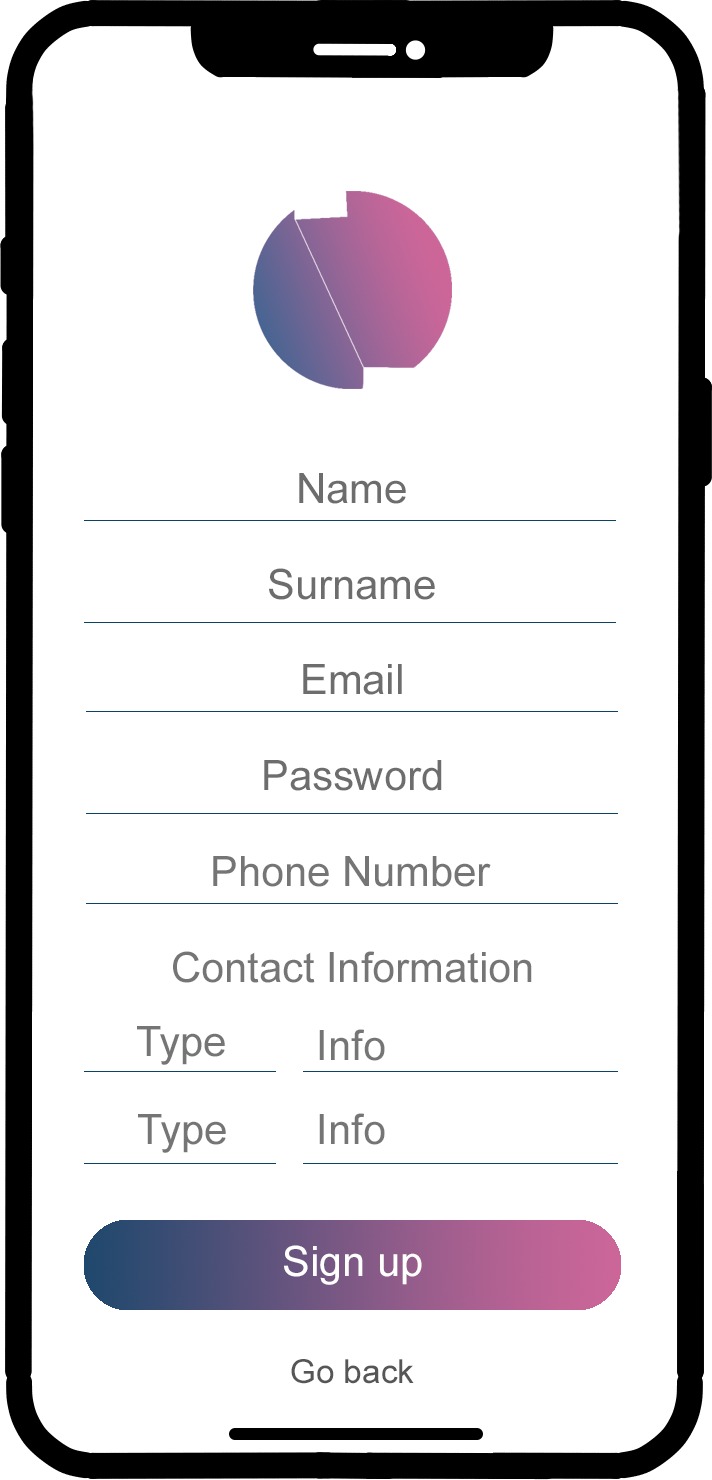 Name
Surname
Email
Password
Phone Number
Contact Information
Type Info
Type Info
Sign up
Go back